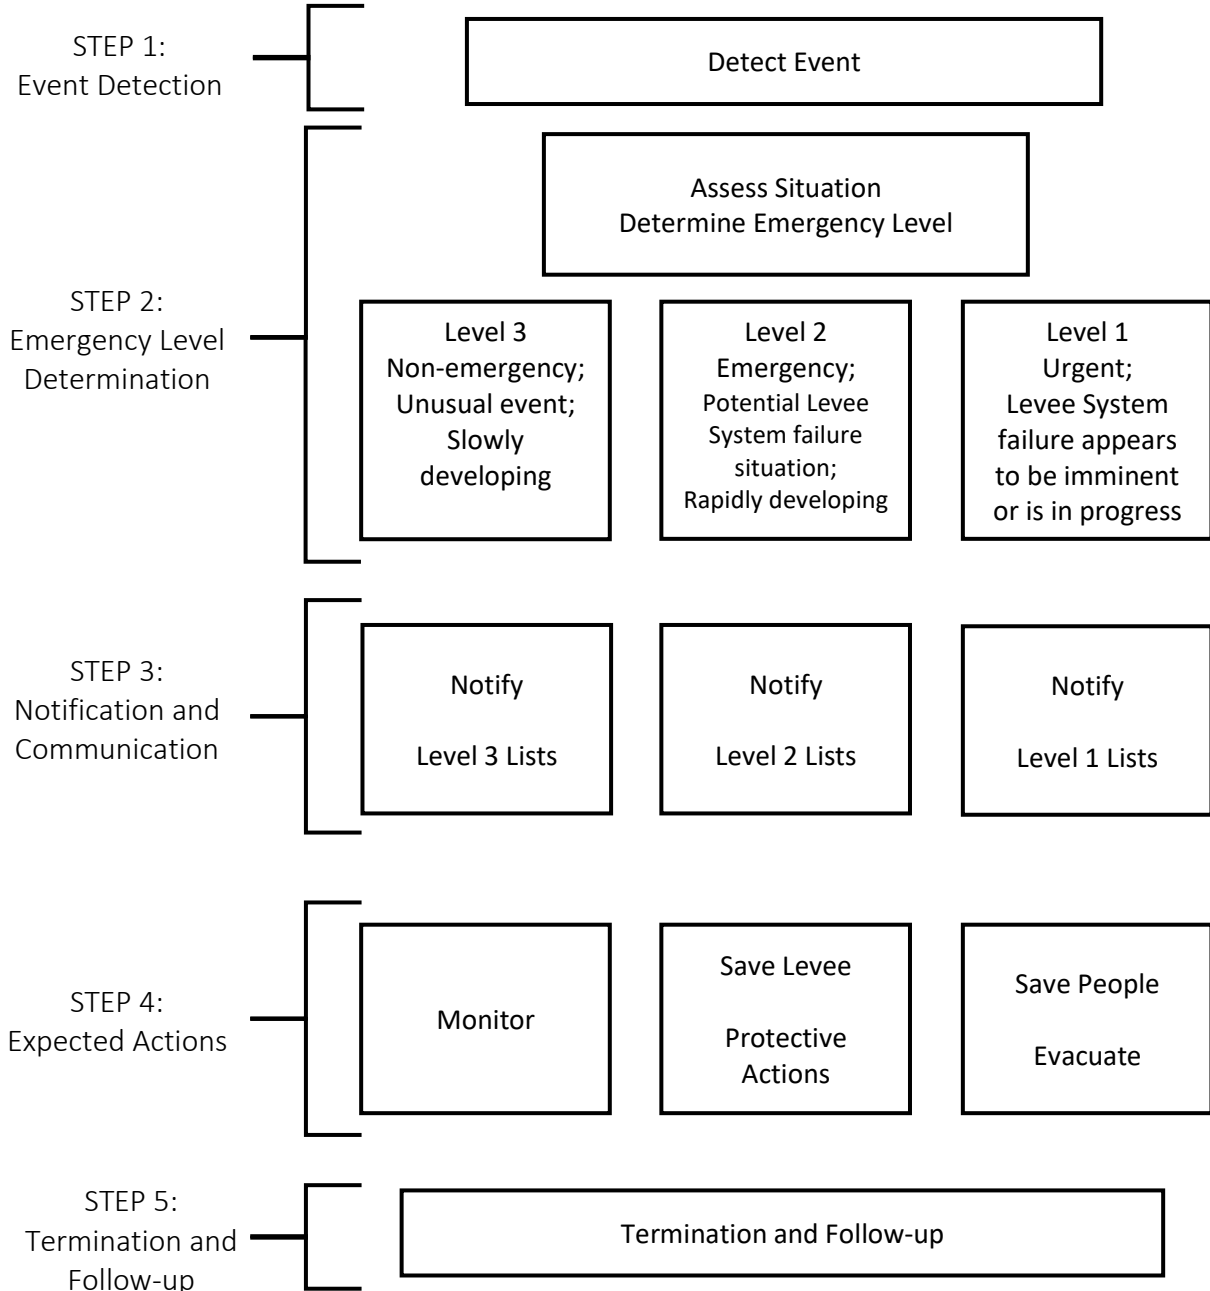 STEP 1:
Event Detection
Detect Event
STEP 2:
Emergency Level
Determination
Assess Situation
Determine Emergency Level
Level 3
Non-emergency;
Unusual event;
Slowly
developing
Level 2
Emergency;
Potential Levee
System failure
situation;
Rapidly developing
Level 1
Urgent;
Levee System
failure appears
to be imminent
or is in progress
STEP 3:
Notification and
Communication
Notify
Level 3 Lists
Notify
Level 2 Lists
Notify
Level 1 Lists
STEP 4:
Expected Actions
Monitor
Save Levee
Protective
Actions
Save People
Evacuate
STEP 5:
Termination and
Follow-up
Termination and Follow-up